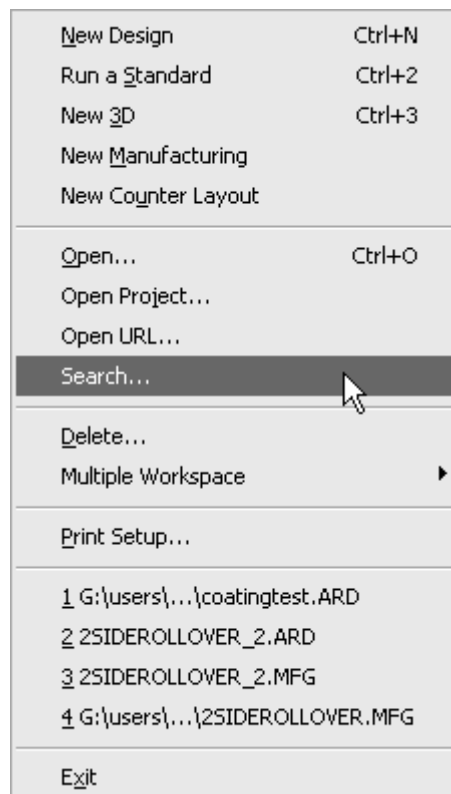 New Design Ctrl+N
Run a Standard Ctrl+2
New 3D Ctrl+3
New Manufacturing
New Counter Layout
Open... Ctrl+O
Open Project...
Open URL...
Search...
Delete...
Multiple Workspace
Print Setup...
1 G:\users\...\coatingtest.ARD
2 2SIDEROLLOVER_2.ARD
3 2SIDEROLLOVER_2.MFG
4 G:\users\...\2SIDEROLLOVER.MFG
Exit